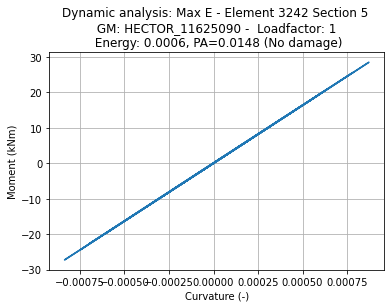 Dynamic analysis: Max E - Element 3242 Section 5
GM: HECTOR_11625090 - Loadfactor: 1
Energy: 0.0006, PA=0.0148 (No damage)
30
20
10
0
−10
−20
−30
Moment (kNm)
−0.00075 −0.00050 −0.00025 0.00000 0.00025 0.00050 0.00075
Curvature (-)